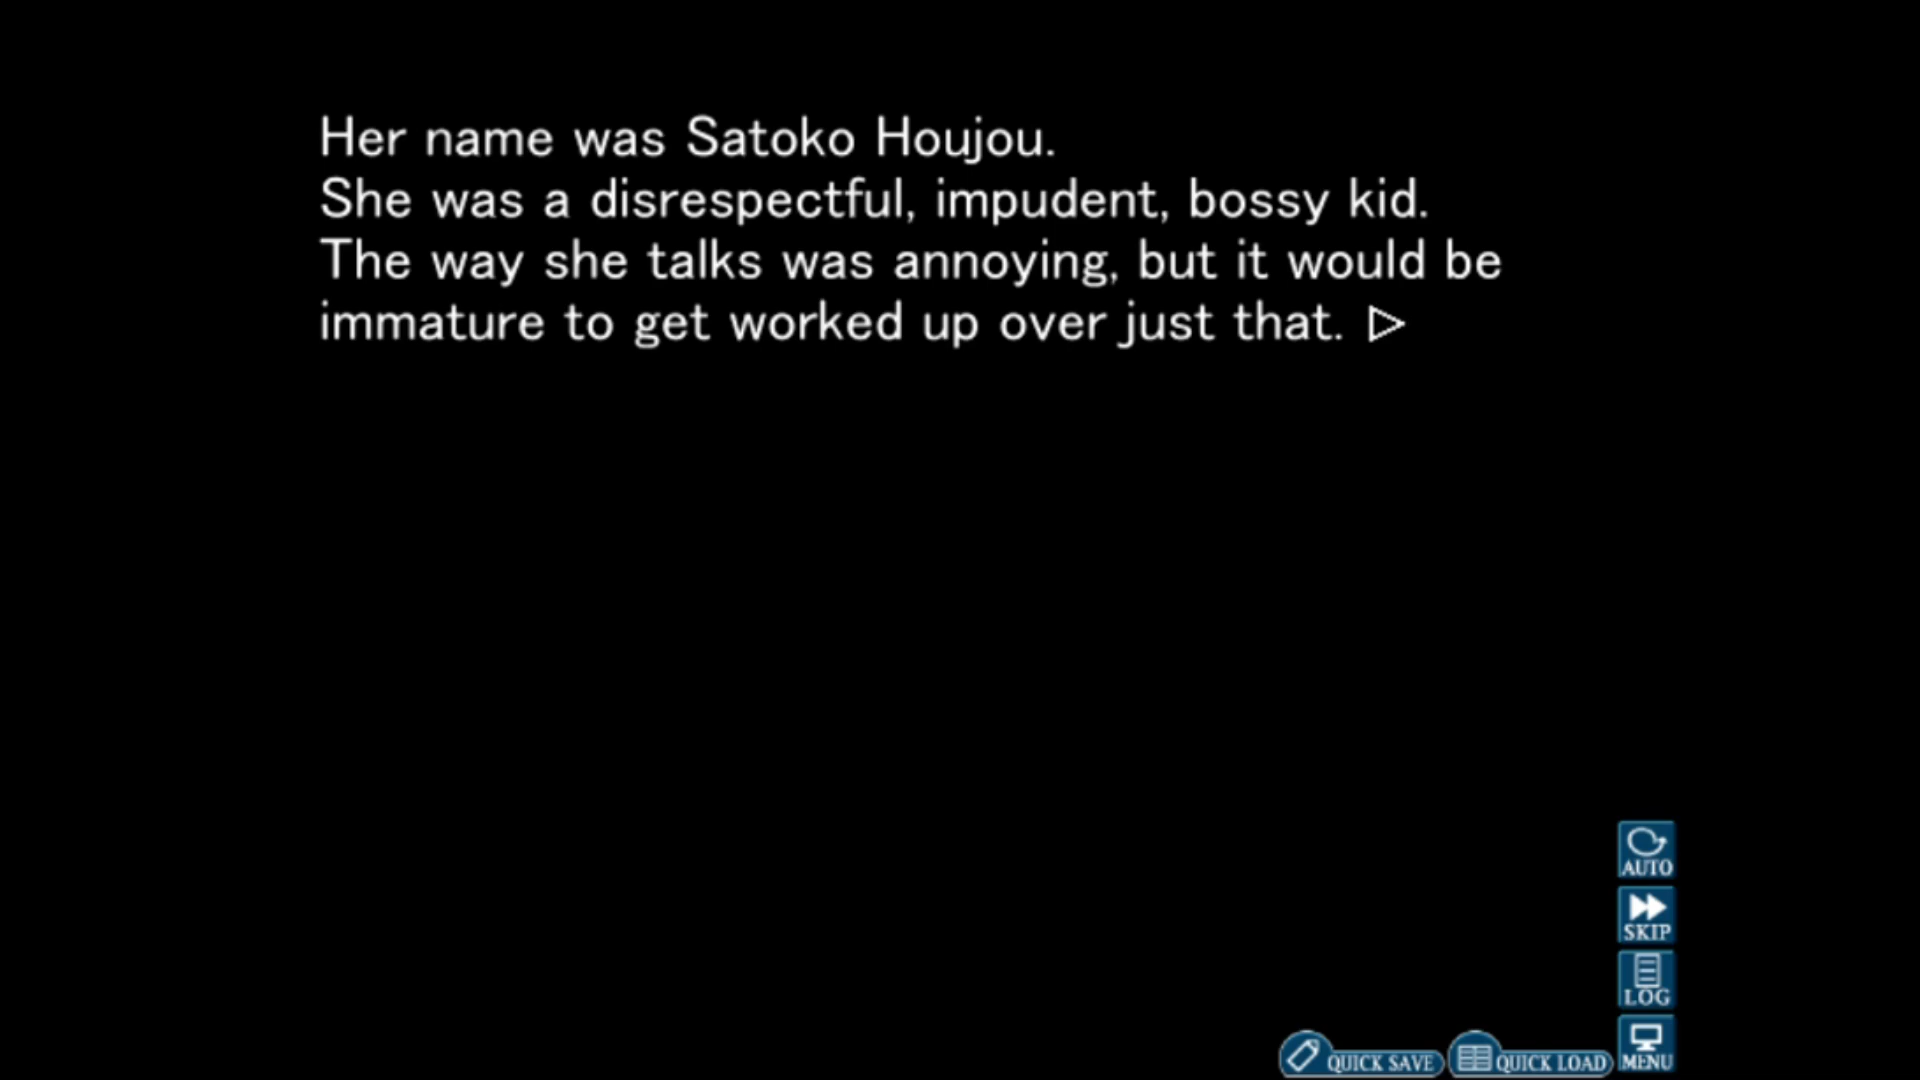 Her name was Satoko Houjou.
She was a disrespectful, impudent, bossy kid.
The way she talks was annoying, but it would be
immature to get worked up over just that.
AUTO
SKIP
LOG
QUICK SAVE
QUICK LOAD
MENU